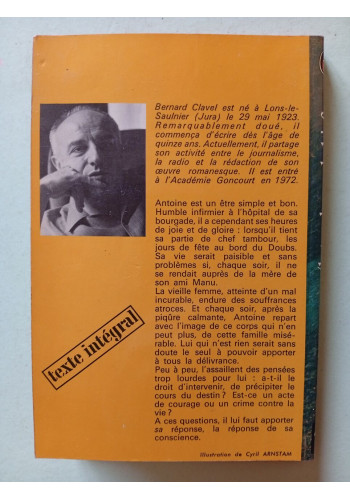 Bernard Clavel est né à Lons-le-
Saulnier (Jura) le 29 mai 1923.
Remarquablement doué, il
commença d'écrire dès l'âge de
quinze ans. Actuellement, il partage
son activité entre le journalisme,
la radio et la rédaction de son
œuvre romanesque. Il est entré
à l'Académie Goncourt en 1972.
Antoine est un être simple et bon.
Humble infirmier à l'hôpital de sa
bourgade, il a cependant ses heures
de joie et de gloire : lorsqu'il tient
sa partie de chef tambour, les
jours de fête au bord du Doubs.
Sa vie serait paisible et sans
problèmes si, chaque soir, il ne
se rendait auprès de la mère de
son ami Manu.
La vieille femme, atteinte d'un mal
incurable, endure des souffrances
atroces. Et chaque soir, après la
piqûre calmante, Antoine repart
avec l'image de ce corps qui n'en
peut plus, de cette famille misé-
rable. Lui qui n'est rien serait sans
doute le seul à pouvoir apporter
à tous la délivrance.
Peu à peu, l'assaillent des pensées
trop lourdes pour lui : a-t-il le
droit d'intervenir, de précipiter le
cours du destin ? Est-ce un acte
de courage ou un crime contre la
vie ?
A ces questions, il lui faut apporter
sa réponse, la réponse de sa
conscience.
texte intégral
Illustration de Cyril ARNSTAM